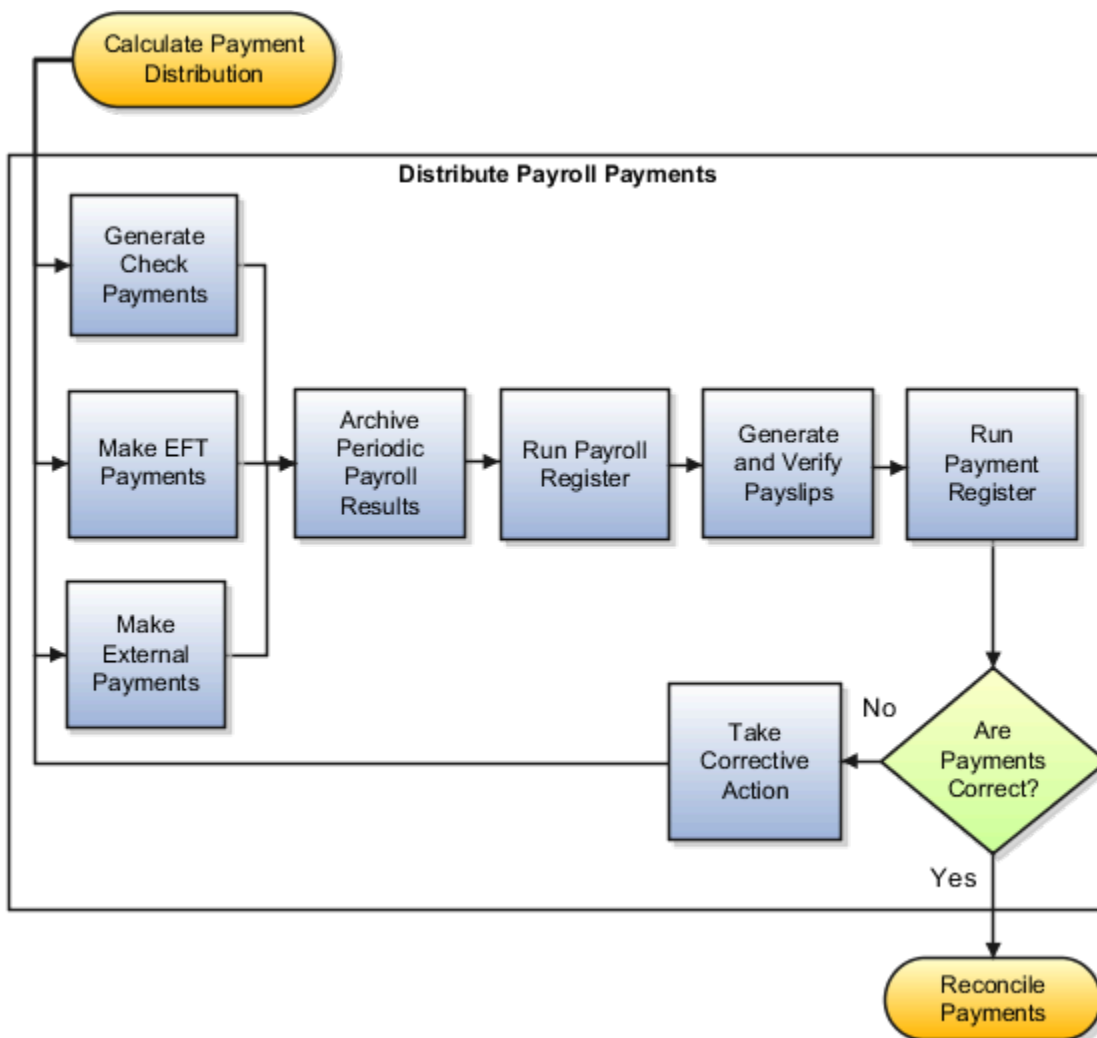 Calculate Payment
Distribution
Distribute Payroll Payments
Generate
Check
Payments
Make EFT
Payments
Make
External
Payments
Archive
Periodic
Payroll
Results
Run Payroll
Register
Generate
and Verify
Payslips
Run
Payment
Register
Are
Payments
Correct?
No
Take
Corrective
Action
Yes
Reconcile
Payments